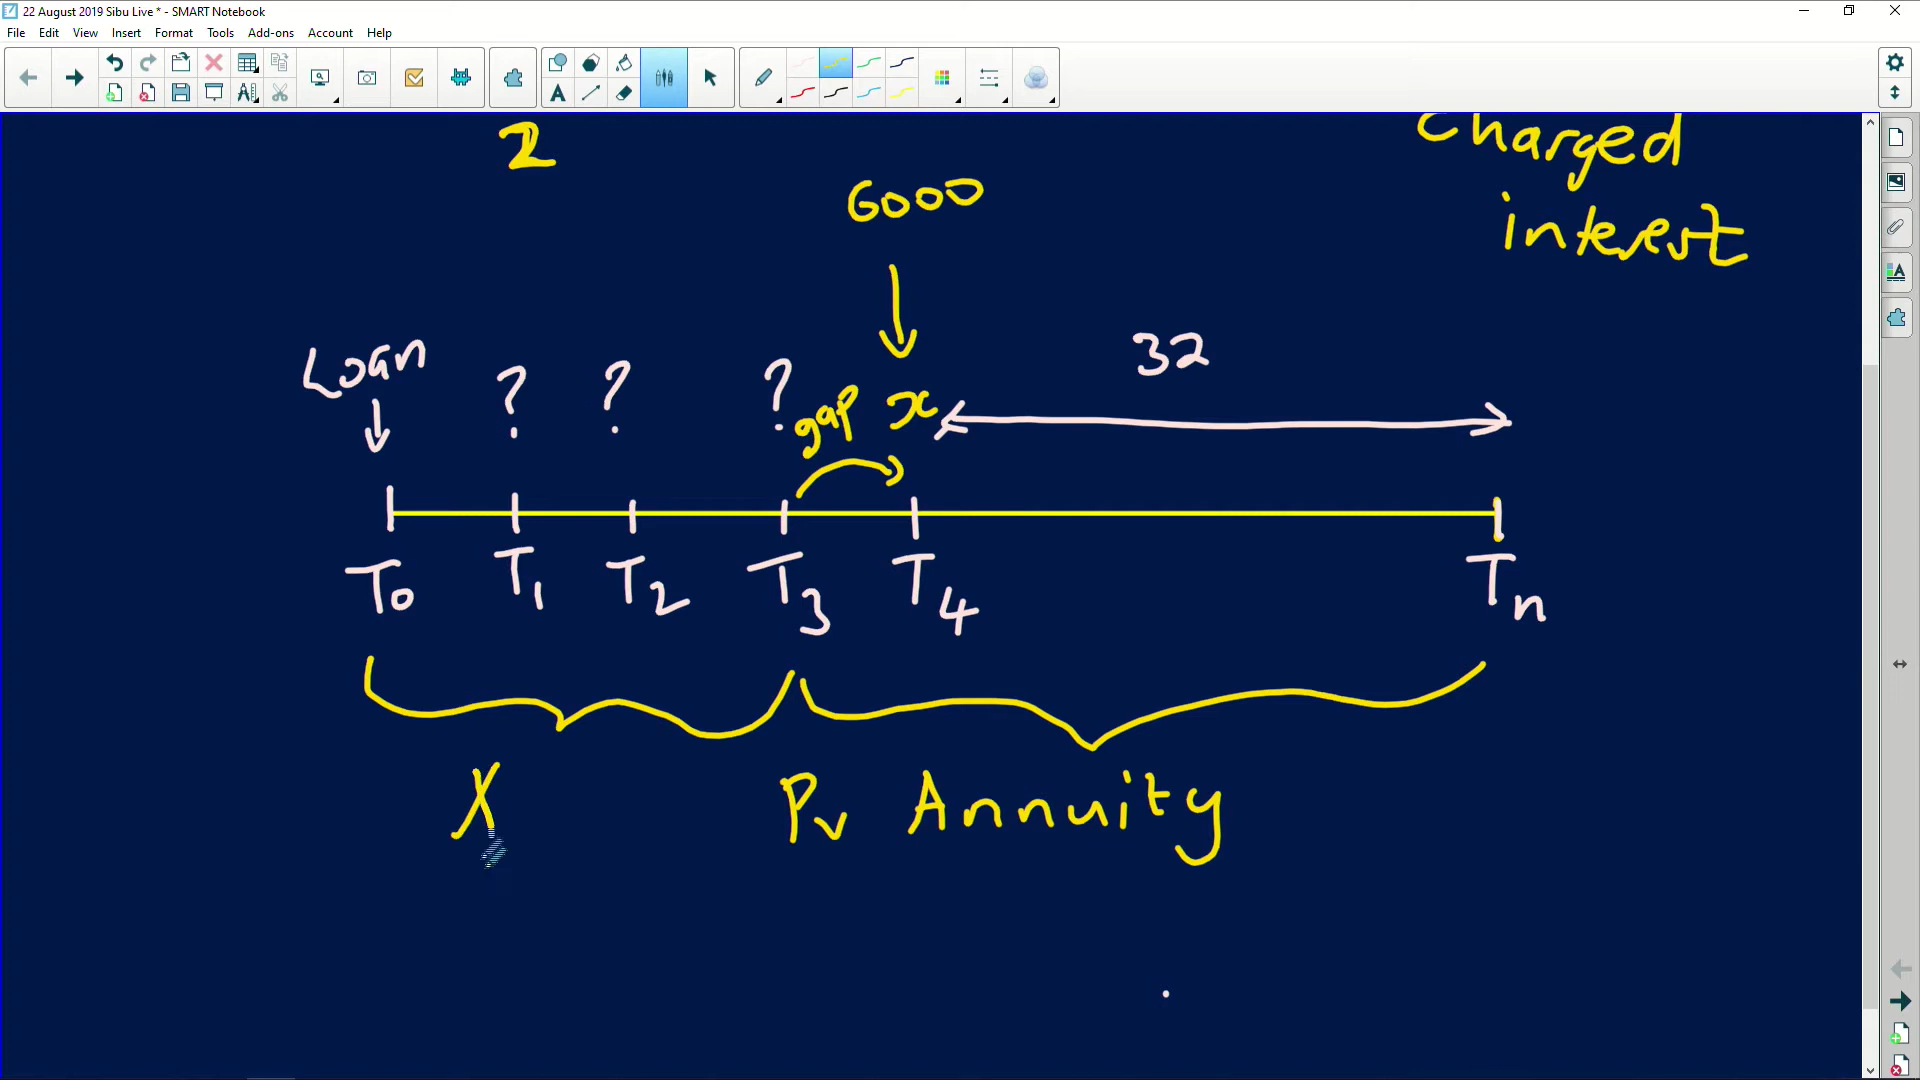 22 August 2019 Sibu Live * - SMART Notebook
File Edit View Insert Format Tools Add-ons Account Help
2
Charged
interest
6000
Loan ? ? ? gap x 32
T0 T1 T2 T3 T4 Tn
X Pv Annuity